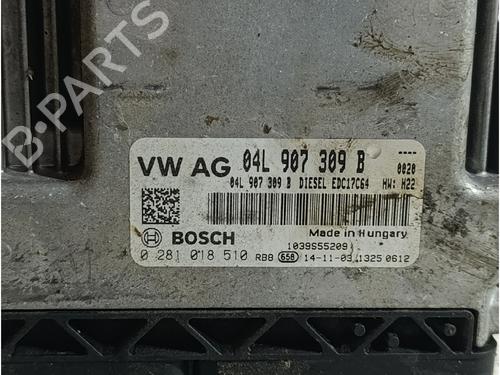 B-PARTS
VW AG 04L 907 309 B ----
0020
04L 907 309 B DIESEL EDC17C64 HW: H22
BOSCH Made in Hungary
1039S55209
0 281 018 510 RBB 658 14-11-03 1325 0612